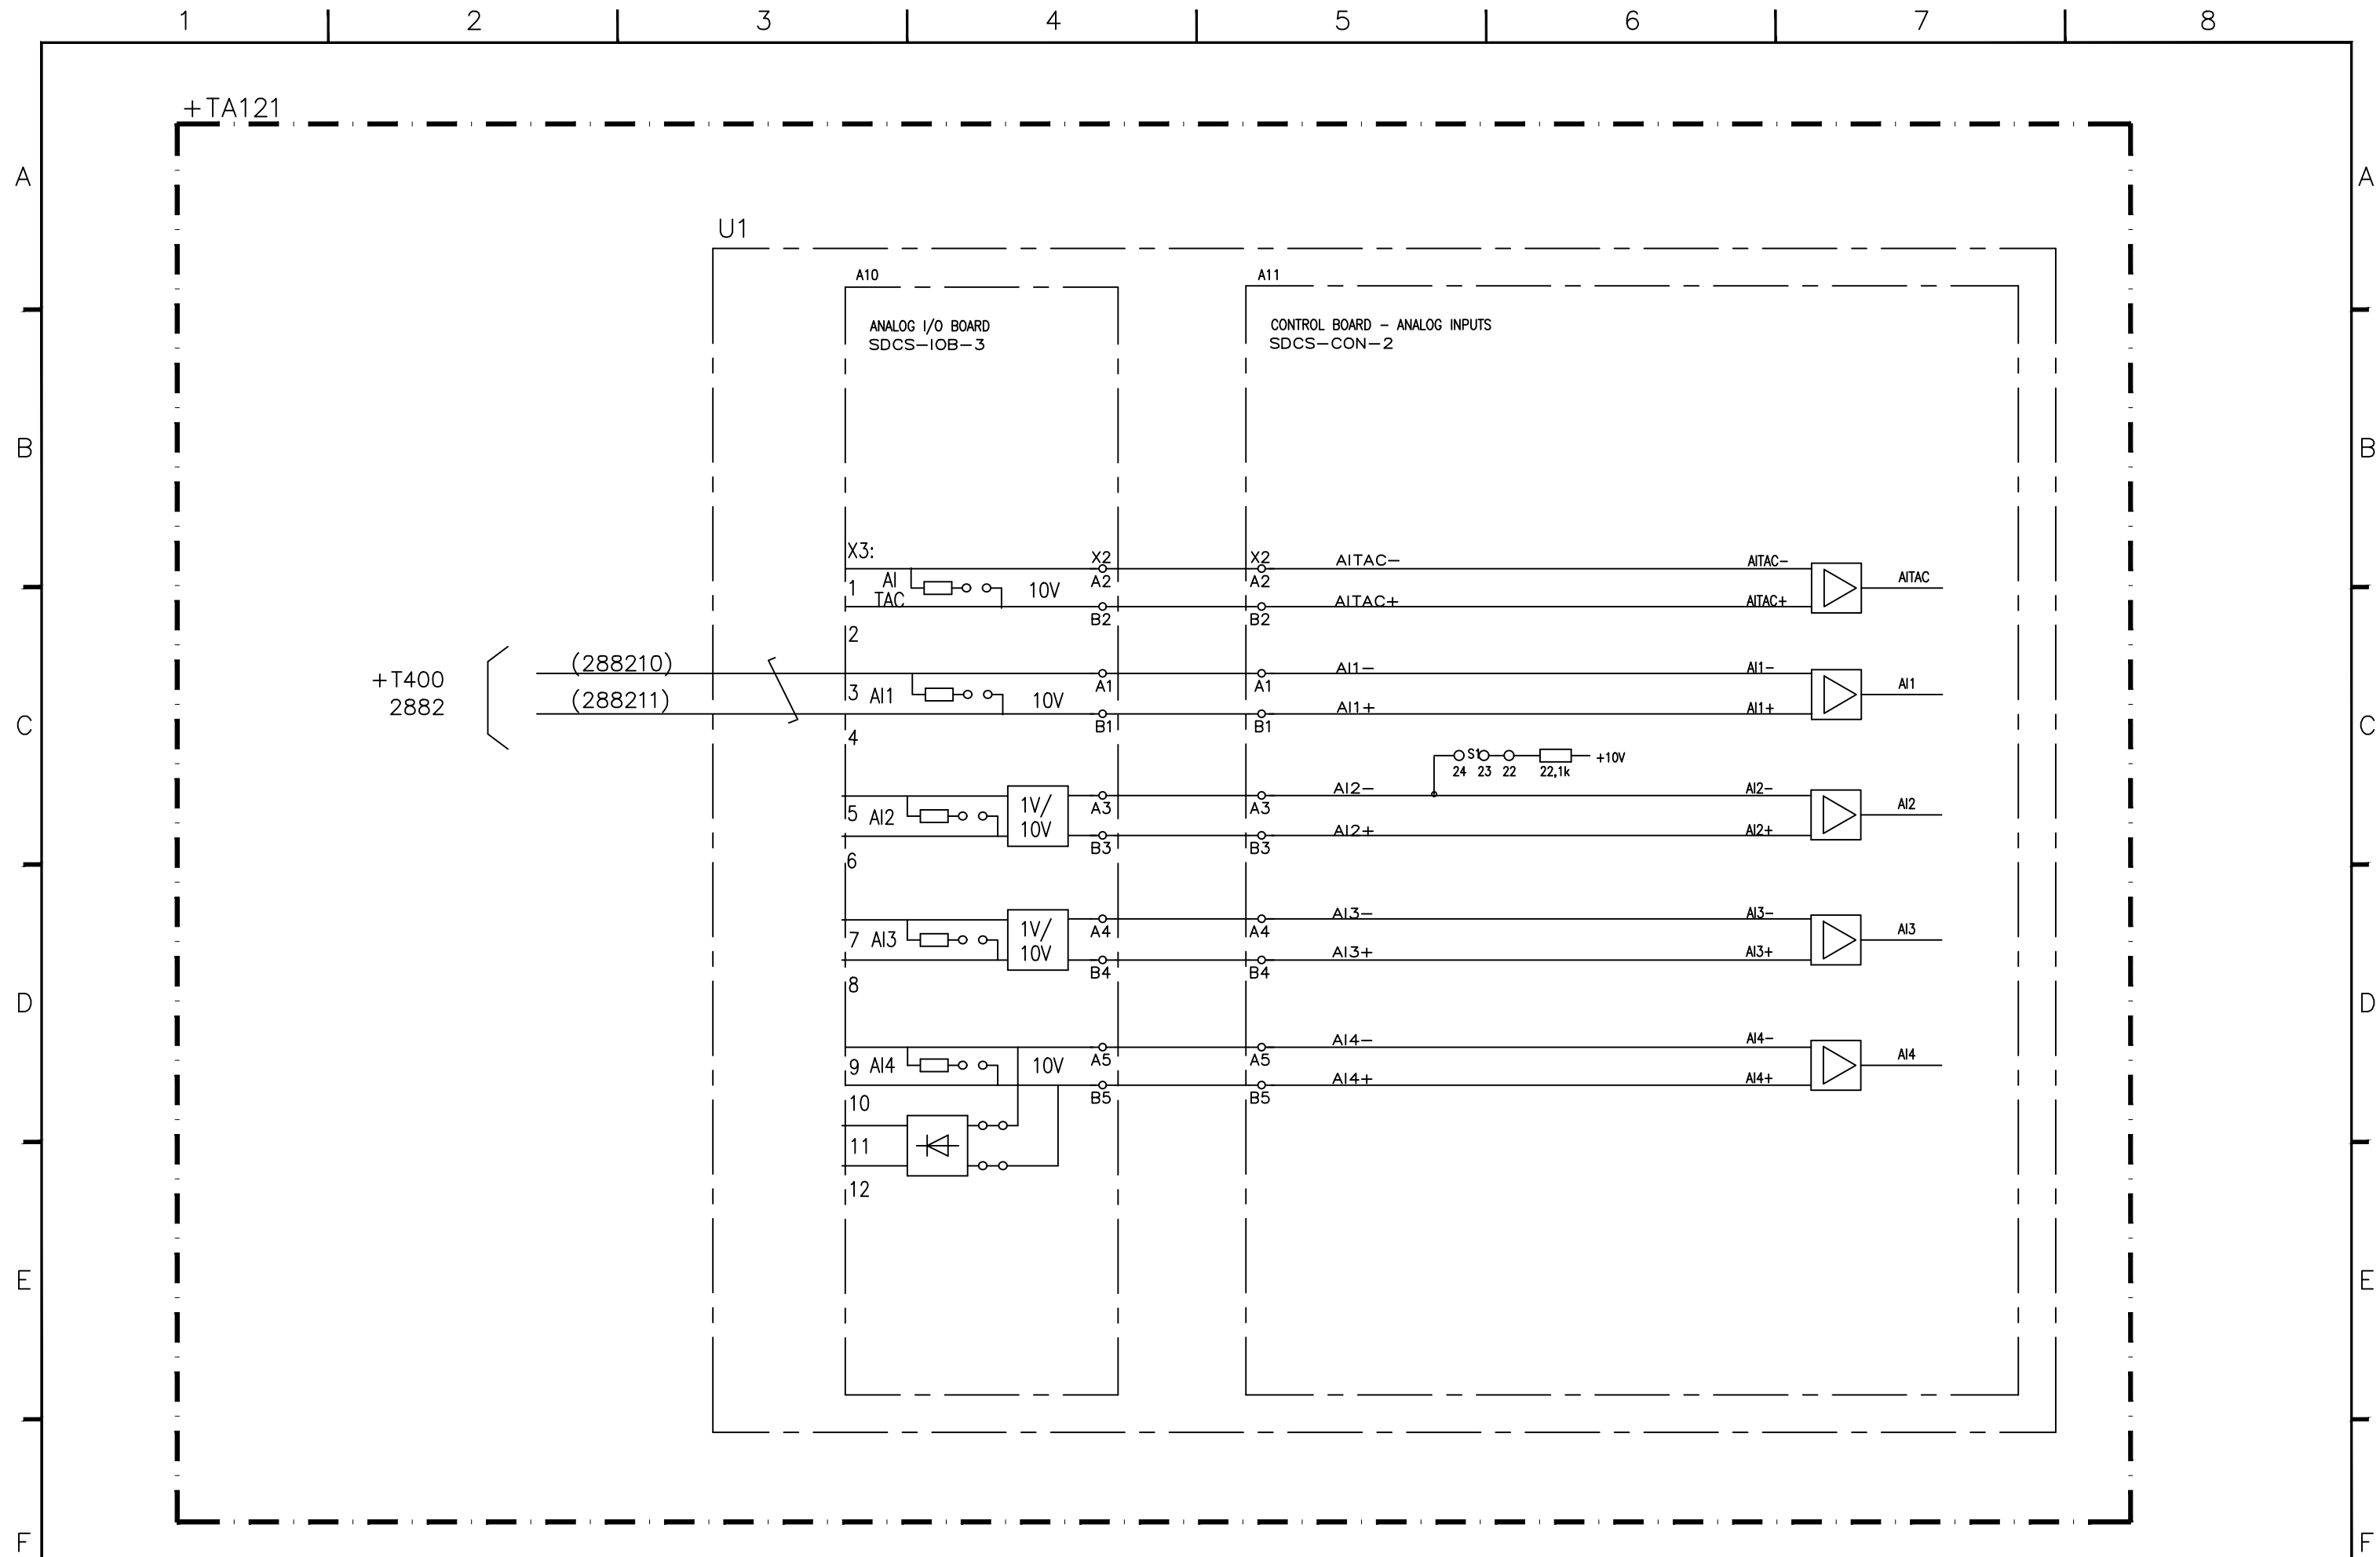 1 2 3 4 5 6 7 8
+TA121
A A
U1
A10 A11
ANALOG I/O BOARD CONTROL BOARD - ANALOG INPUTS
SDCS-IOB-3 SDCS-CON-2
B B
X3: X2 X2 AITAC- AITAC-
1 AI 10V A2 A2 AITAC
TAC AITAC+ AITAC+
B2 B2
2
(288210) AI1- AI1-
+T400 3 AI1 10V A1 A1 AI1
2882 (288211) AI1+ AI1+
C B1 B1 C
4
S1 +10V
24 23 22 22,1k
AI2- AI2-
5 AI2 1V/ A3 A3 AI2
10V AI2+ AI2+
B3 B3
6
AI3- AI3-
7 AI3 1V/ A4 A4 AI3
10V AI3+ AI3+
B4 B4
8
D D
AI4- AI4-
9 AI4 10V A5 A5 AI4
AI4+ AI4+
10 B5 B5
11
12
E E
F F